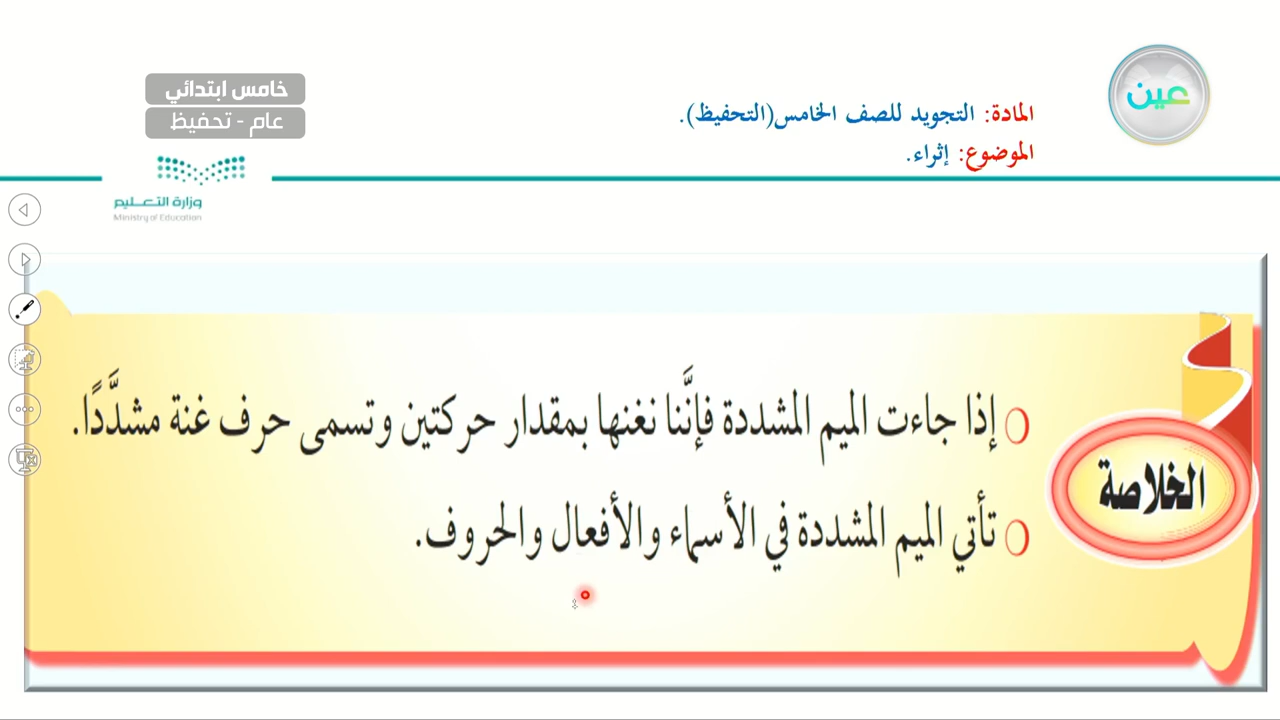 عين
خامس ابتدائي
عام - تحفيظ
المادة: التجويد للصف الخامس(التحفيظ).
الموضوع: إثراء.
وزارة التعـليم
Ministry of Education
الخلاصة
إذا جاءت الميم المشددة فإنَّنا نغنها بمقدار حركتين وتسمى حرف غنة مشدَّدًا.
تأتي الميم المشددة في الأسماء والأفعال والحروف.